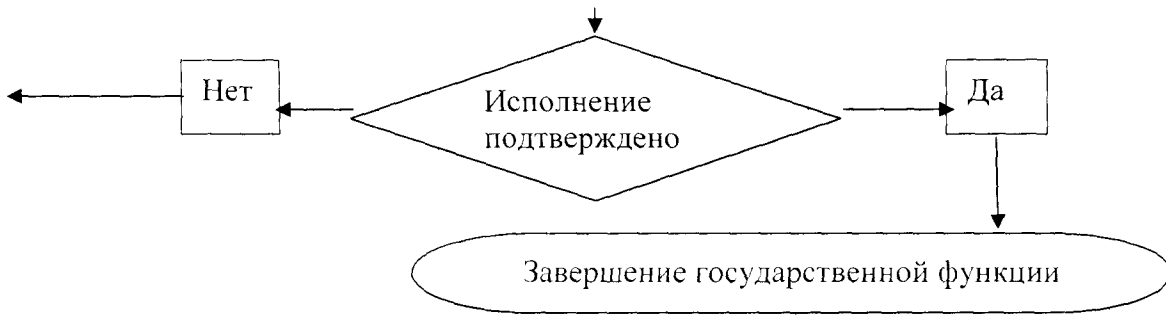 Нет
Исполнение
подтверждено
Да
Завершение государственной функции